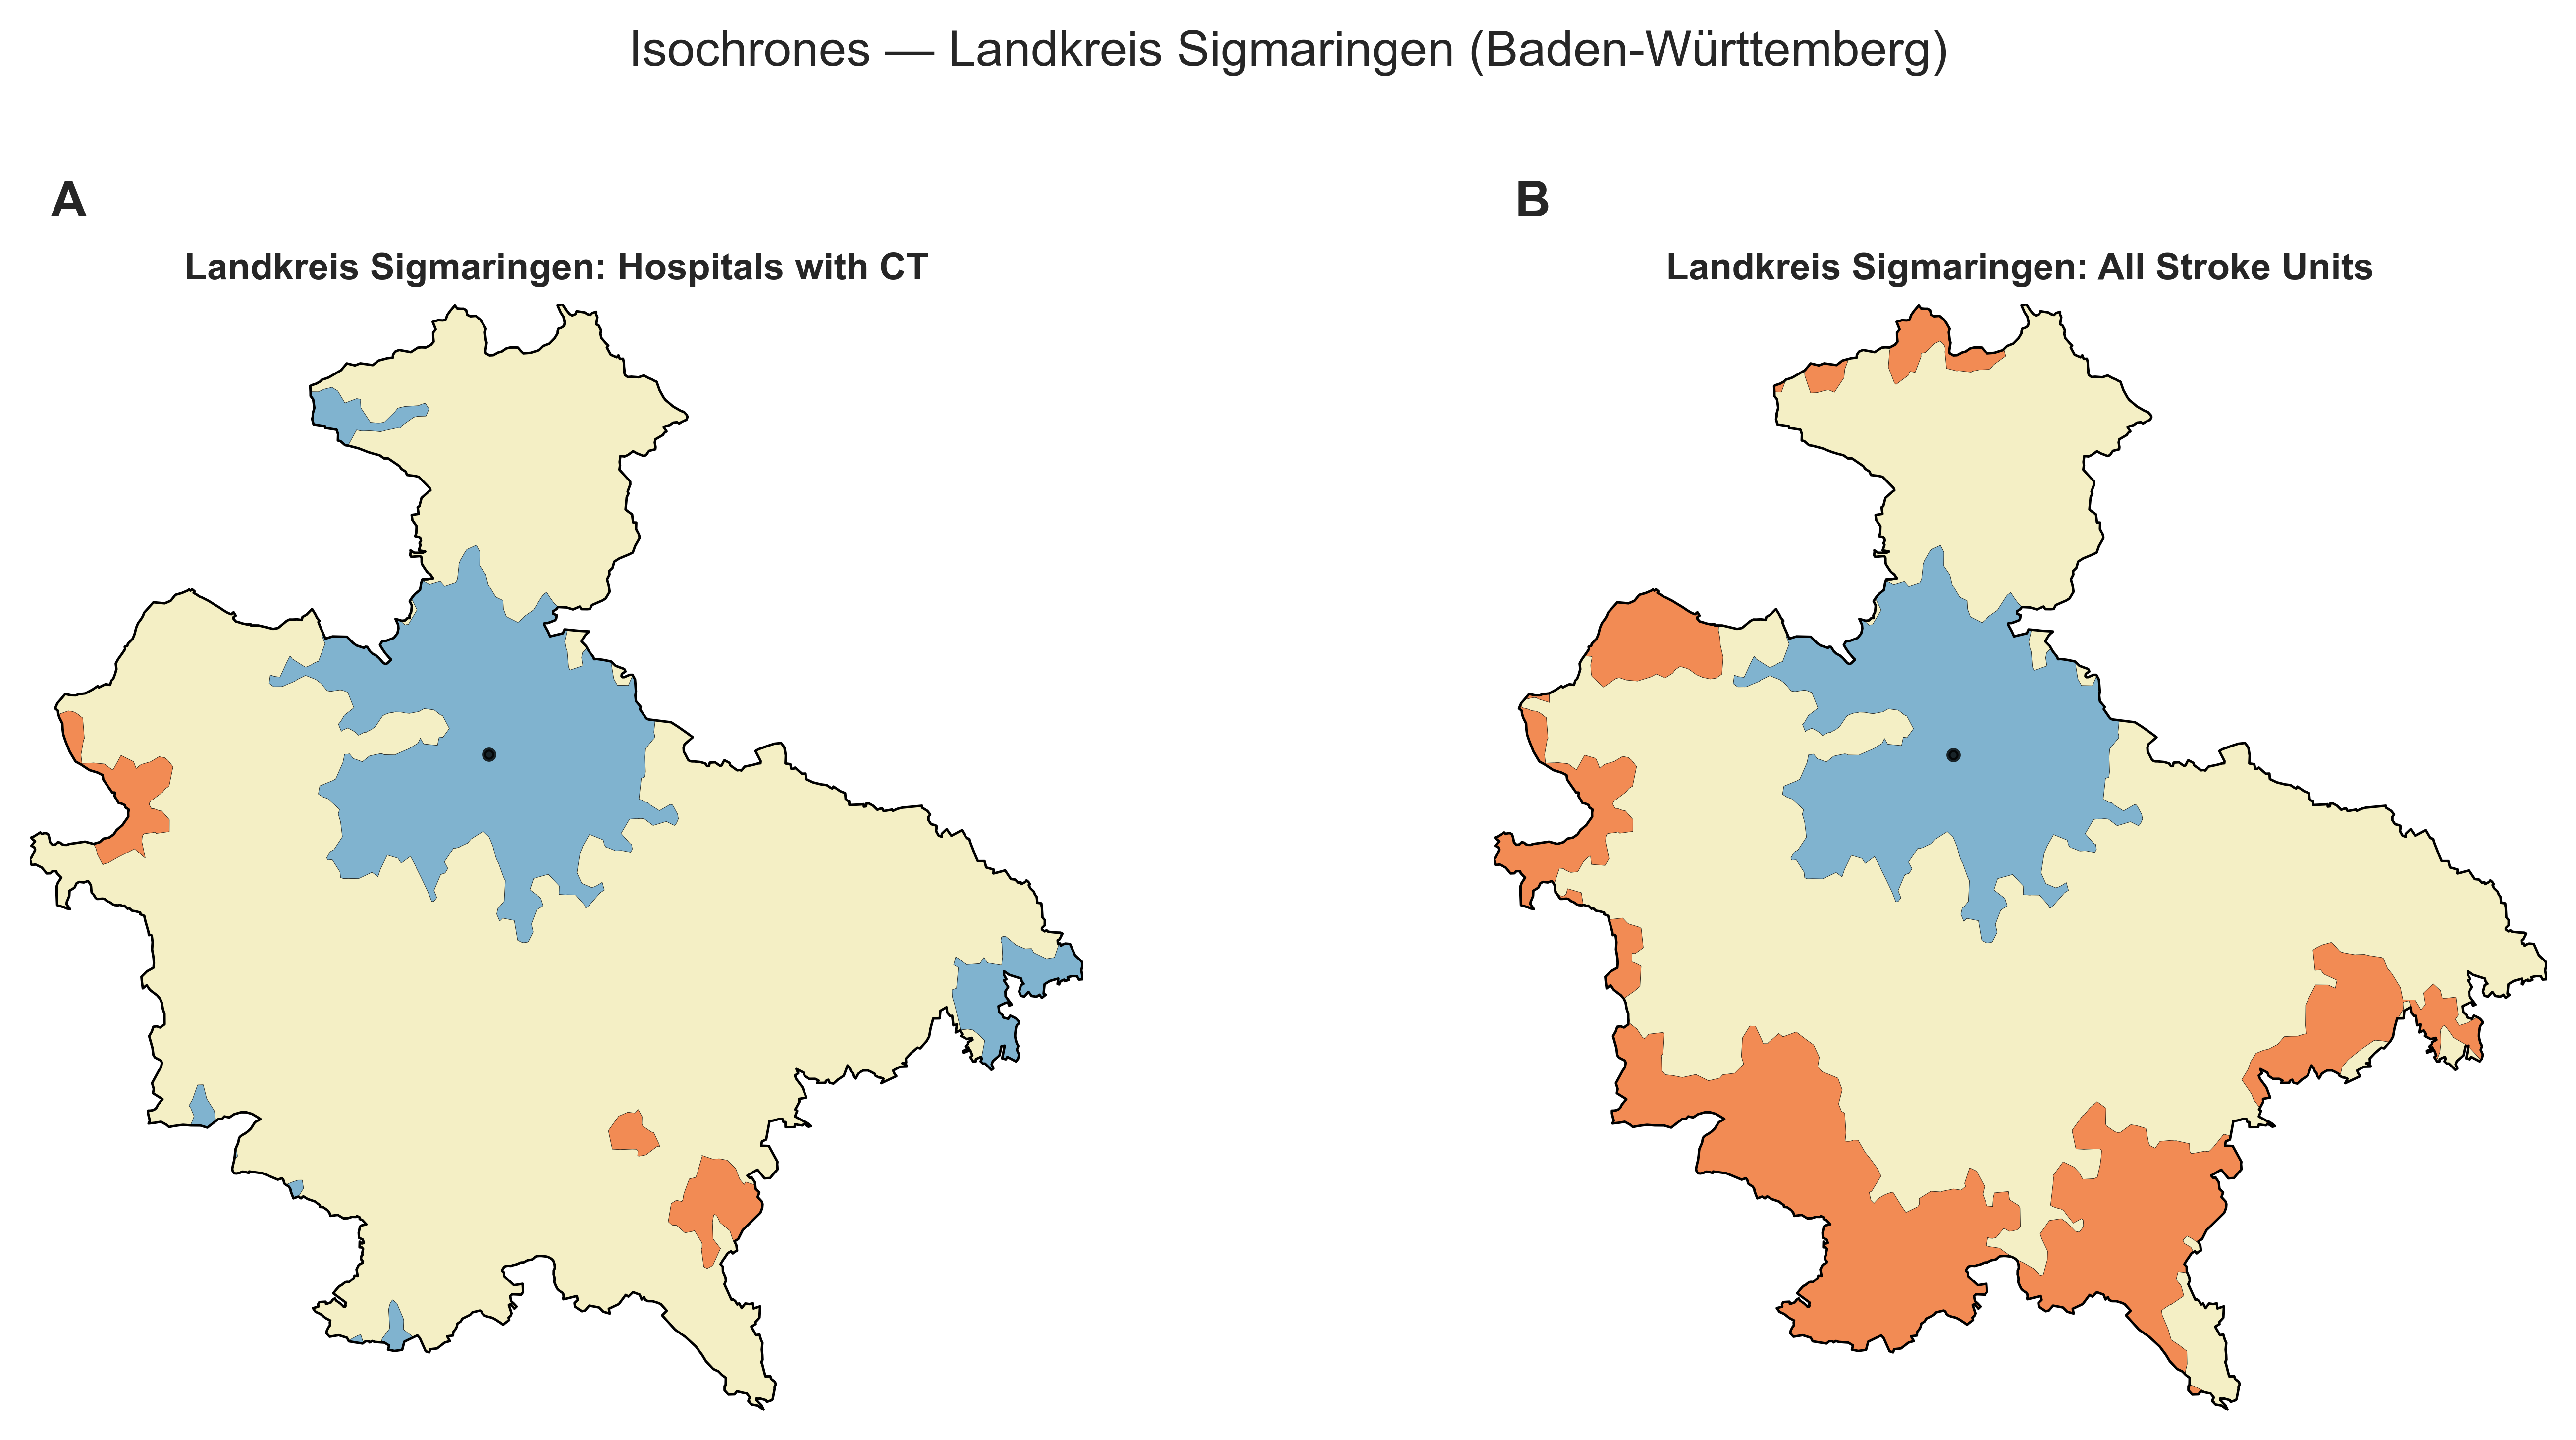 Isochrones — Landkreis Sigmaringen (Baden-Württemberg)
A
Landkreis Sigmaringen: Hospitals with CT
B
Landkreis Sigmaringen: All Stroke Units